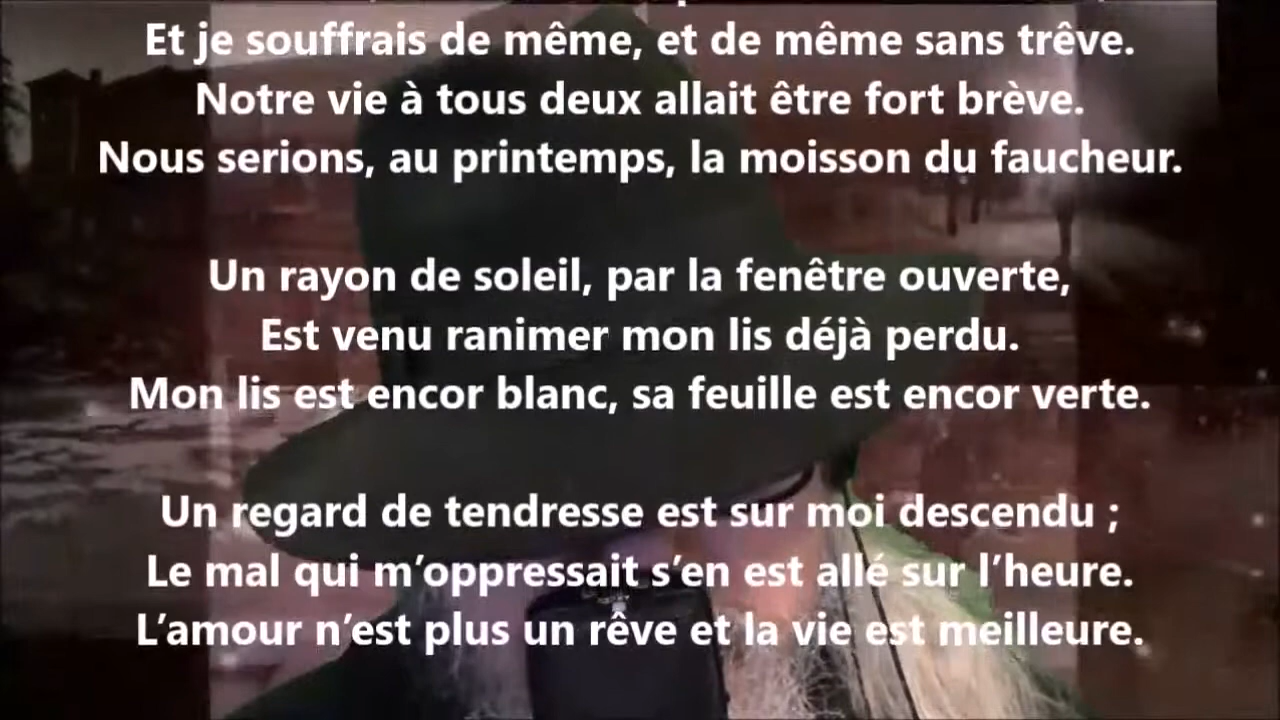 Et je souffrais de même, et de même sans trêve.
Notre vie à tous deux allait être fort brève.
Nous serions, au printemps, la moisson du faucheur.
Un rayon de soleil, par la fenêtre ouverte,
Est venu ranimer mon lis déjà perdu.
Mon lis est encor blanc, sa feuille est encor verte.
Un regard de tendresse est sur moi descendu ;
Le mal qui m’oppressait s’en est allé sur l’heure.
L’amour n’est plus un rêve et la vie est meilleure.